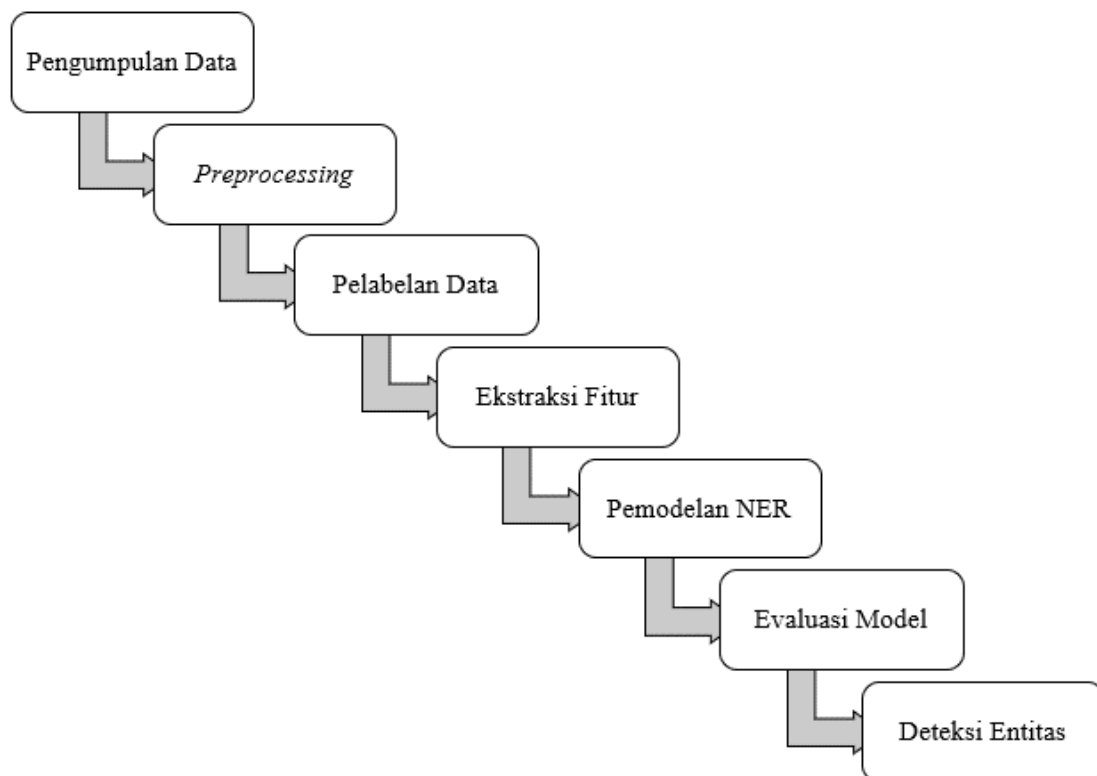 Pengumpulan Data
Preprocessing
Pelabelan Data
Ekstraksi Fitur
Pemodelan NER
Evaluasi Model
Deteksi Entitas